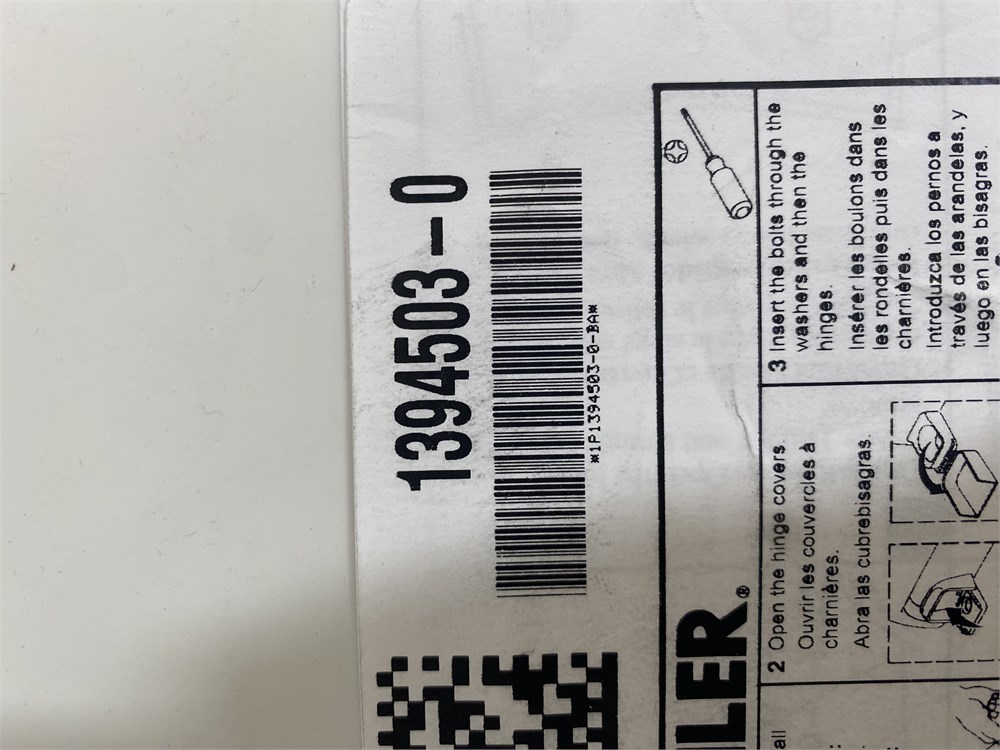 1394503-0
*1P1394503-0-BA*
LER®
all
2 Open the hinge covers.
Ouvrir les couvercles à
charnières.
Abra las cubrebisagras.
3 Insert the bolts through the
washers and then the
hinges.
Insérer les boulons dans
les rondelles puis dans les
charnières.
Introduzca los pernos a
través de las arandelas, y
luego en las bisagras.